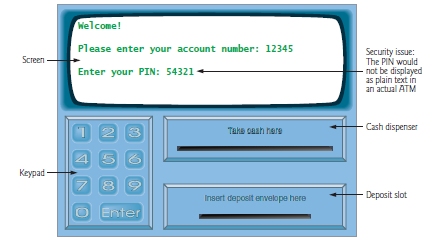 Welcome!
Please enter your account number: 12345
Enter your PIN: 54321
Screen
Security issue:
The PIN would
not be displayed
as plain text in
an actual ATM
Take cash here
Cash dispenser
1 2 3
4 5 6
7 8 9
0 Enter
Keypad
Insert deposit envelope here
Deposit slot